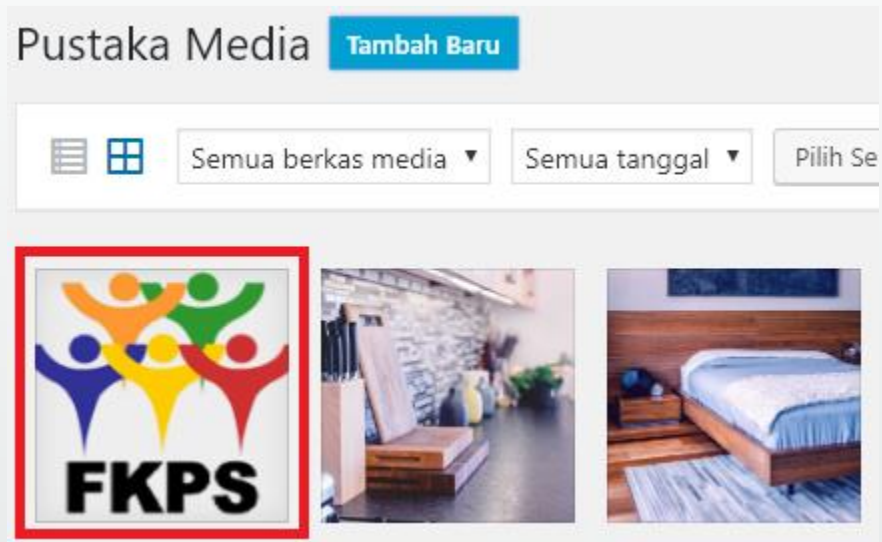 Pustaka Media Tambah Baru
Semua berkas media Semua tanggal Pilih Se
FKPS